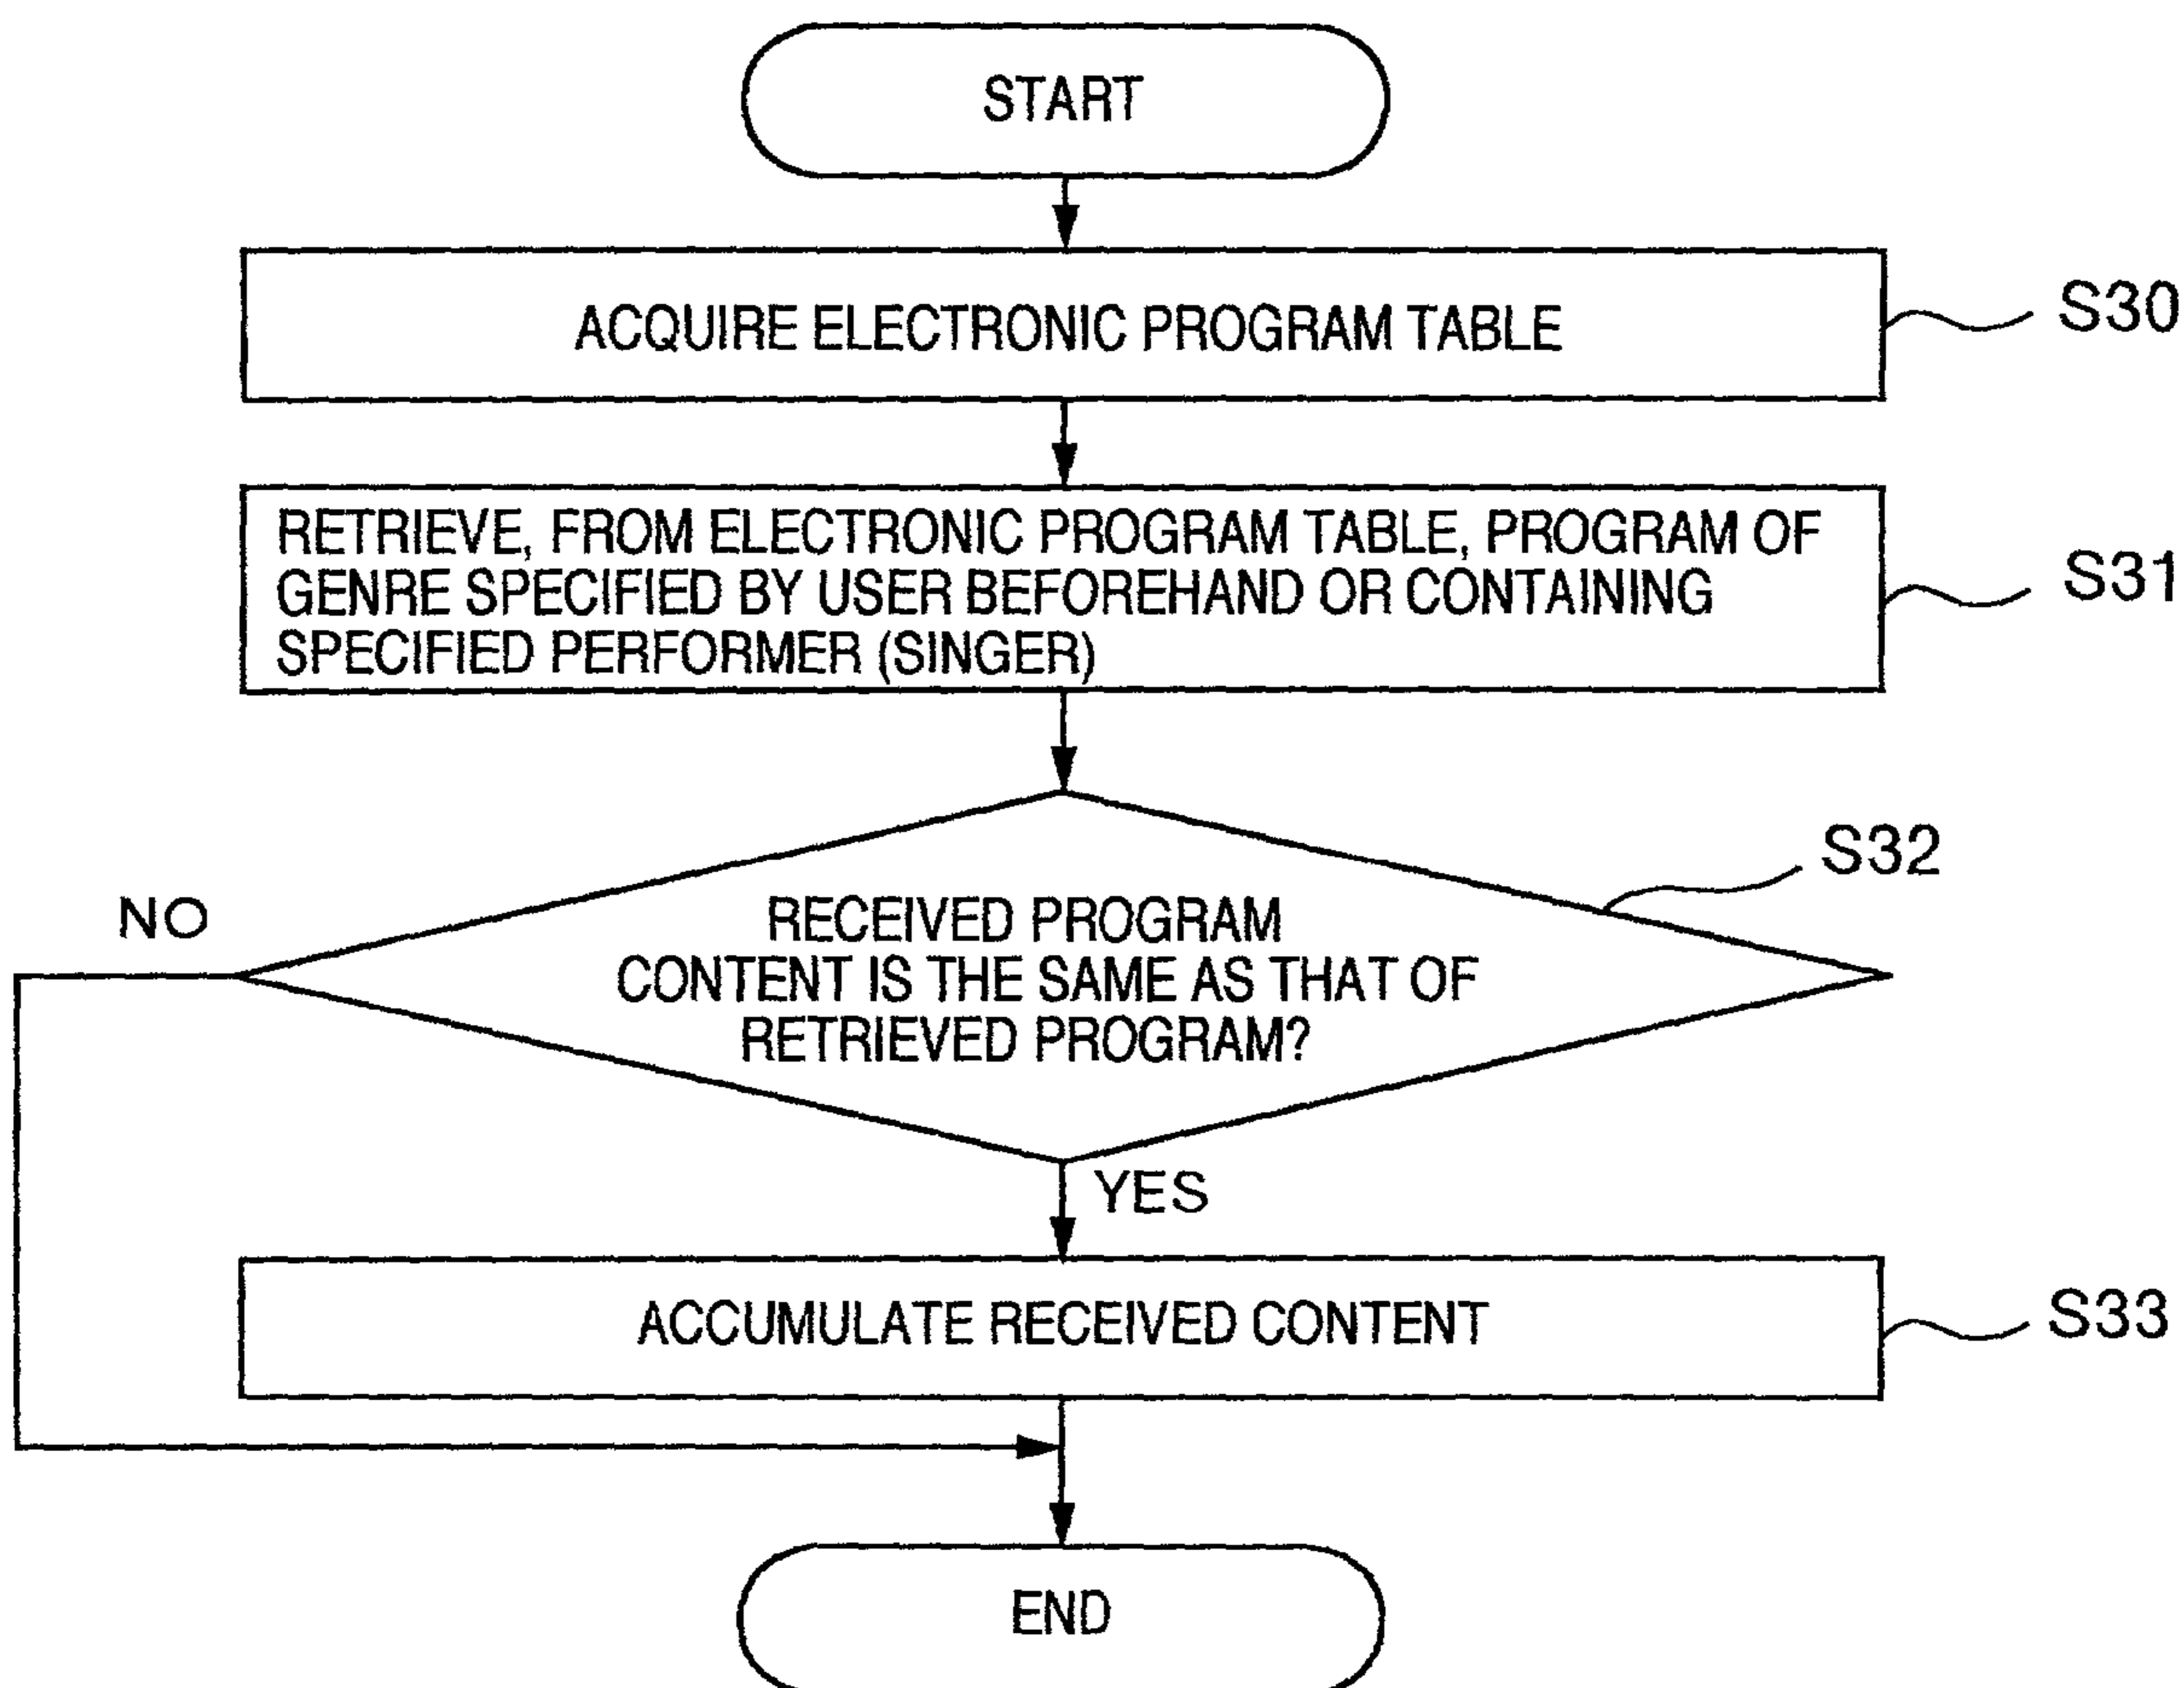 START
ACQUIRE ELECTRONIC PROGRAM TABLE
S30
RETRIEVE, FROM ELECTRONIC PROGRAM TABLE, PROGRAM OF
GENRE SPECIFIED BY USER BEFOREHAND OR CONTAINING
SPECIFIED PERFORMER (SINGER)
S31
S32
NO
RECEIVED PROGRAM
CONTENT IS THE SAME AS THAT OF
RETRIEVED PROGRAM?
YES
ACCUMULATE RECEIVED CONTENT
S33
END